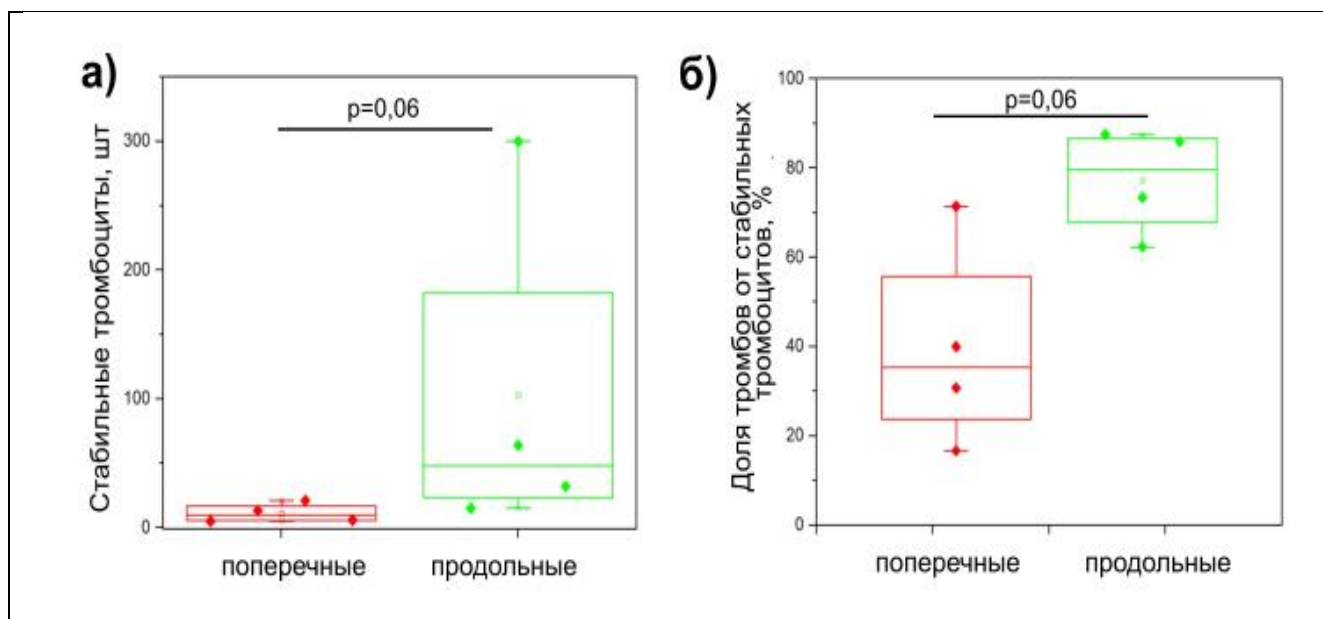 а)
Стабильные тромбоциты, шт
300
200
100
0
p=0,06
поперечные
продольные
б)
Доля тромбов от стабильных
тромбоцитов, %
100
80
60
40
20
0
p=0,06
поперечные
продольные